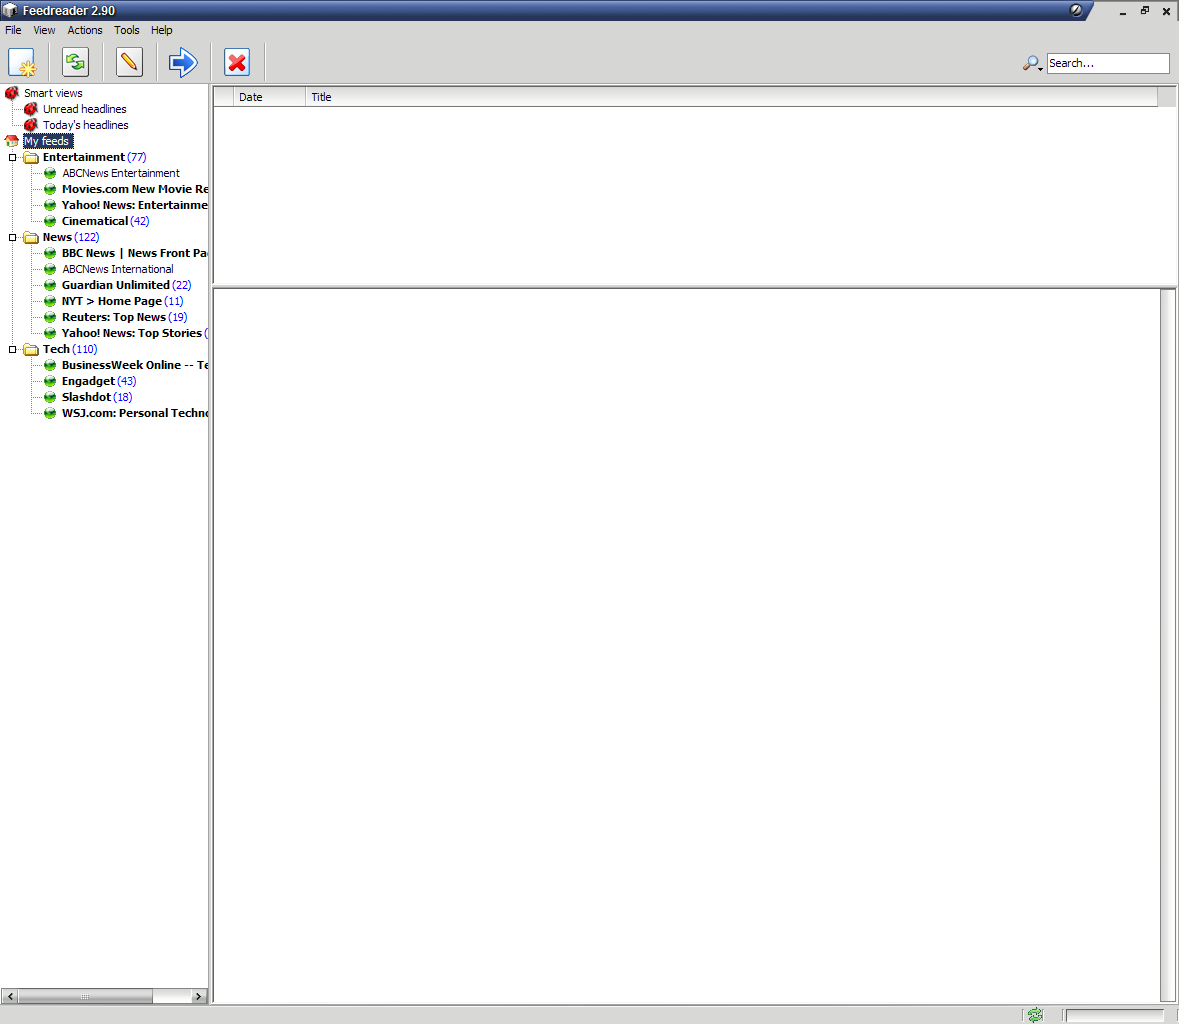 Feedreader 2.90
File View Actions Tools Help
Search...
Smart views
Unread headlines
Today's headlines
My feeds
Entertainment (77)
ABCNews Entertainment
Movies.com New Movie Re
Yahoo! News: Entertainme
Cinematical (42)
News (122)
BBC News | News Front Pa
ABCNews International
Guardian Unlimited (22)
NYT > Home Page (11)
Reuters: Top News (19)
Yahoo! News: Top Stories (
Tech (110)
BusinessWeek Online -- Te
Engadget (43)
Slashdot (18)
WSJ.com: Personal Techno
Date Title